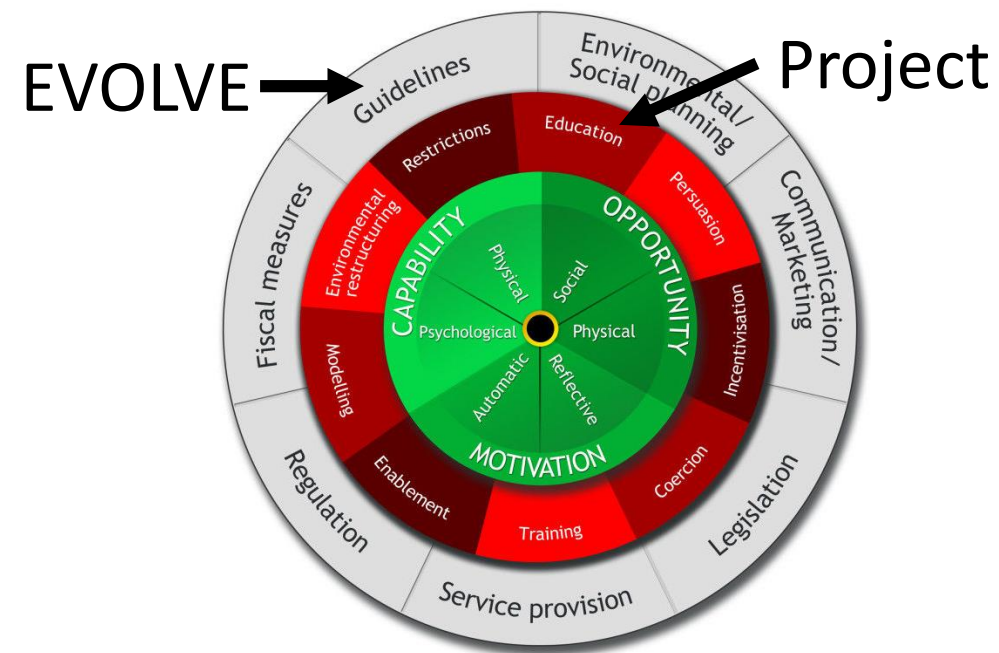 EVOLVE
Project
Guidelines
Environmental/
Social planning
Communication/
Marketing
Legislation
Service provision
Regulation
Fiscal measures
Restrictions
Education
Persuasion
Incentivisation
Coercion
Training
Enablement
Modelling
Environmental
restructuring
CAPABILITY
OPPORTUNITY
MOTIVATION
Physical
Social
Psychological
Physical
Automatic
Reflective